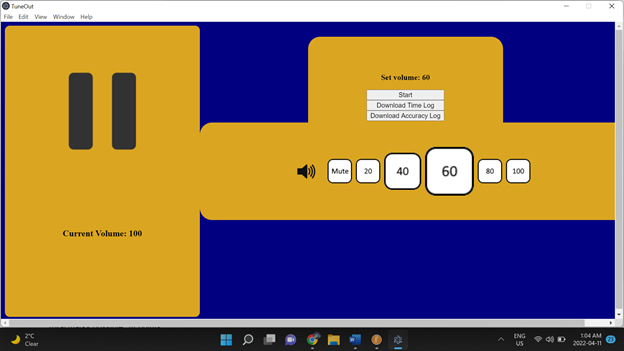 TuneOut
File Edit View Window Help
Set volume: 60
Start
Download Time Log
Download Accuracy Log
Mute 20 40 60 80 100
Current Volume: 100
2°C
Clear
ENG
US
1:04 AM
2022-04-11
23